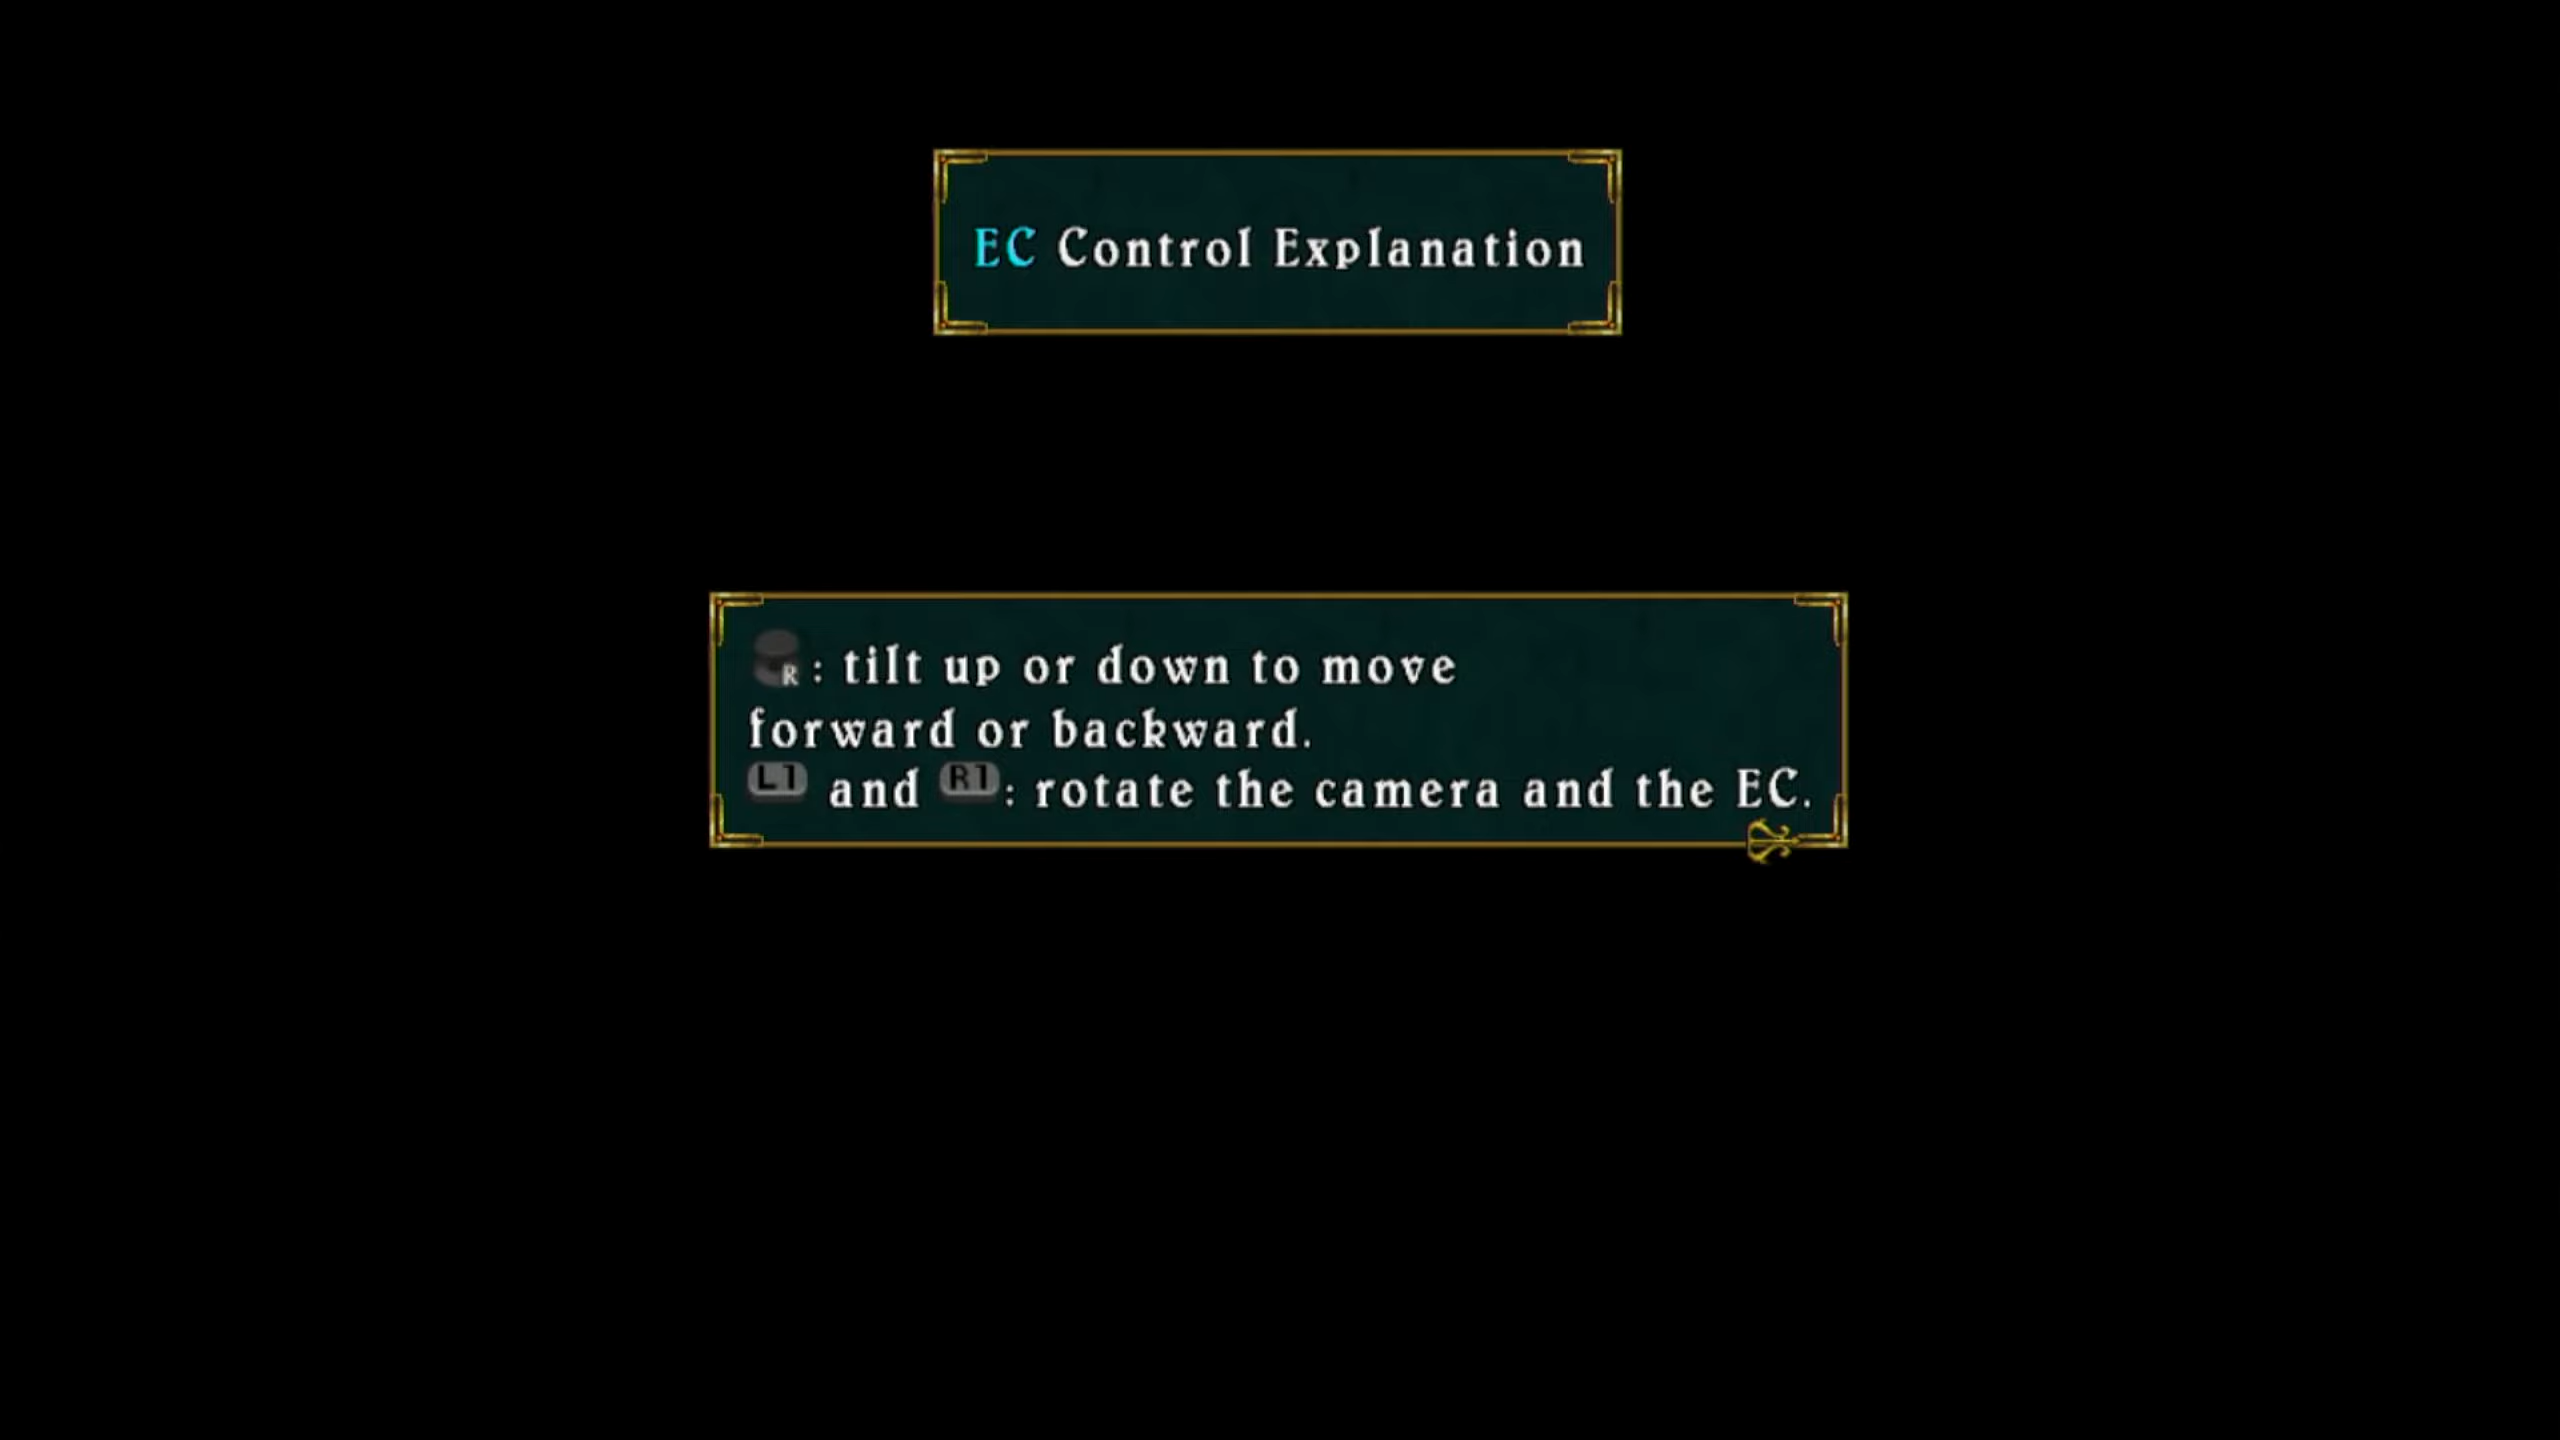 EC Control Explanation
R : tilt up or down to move
forward or backward.
L1 and R1 : rotate the camera and the EC.